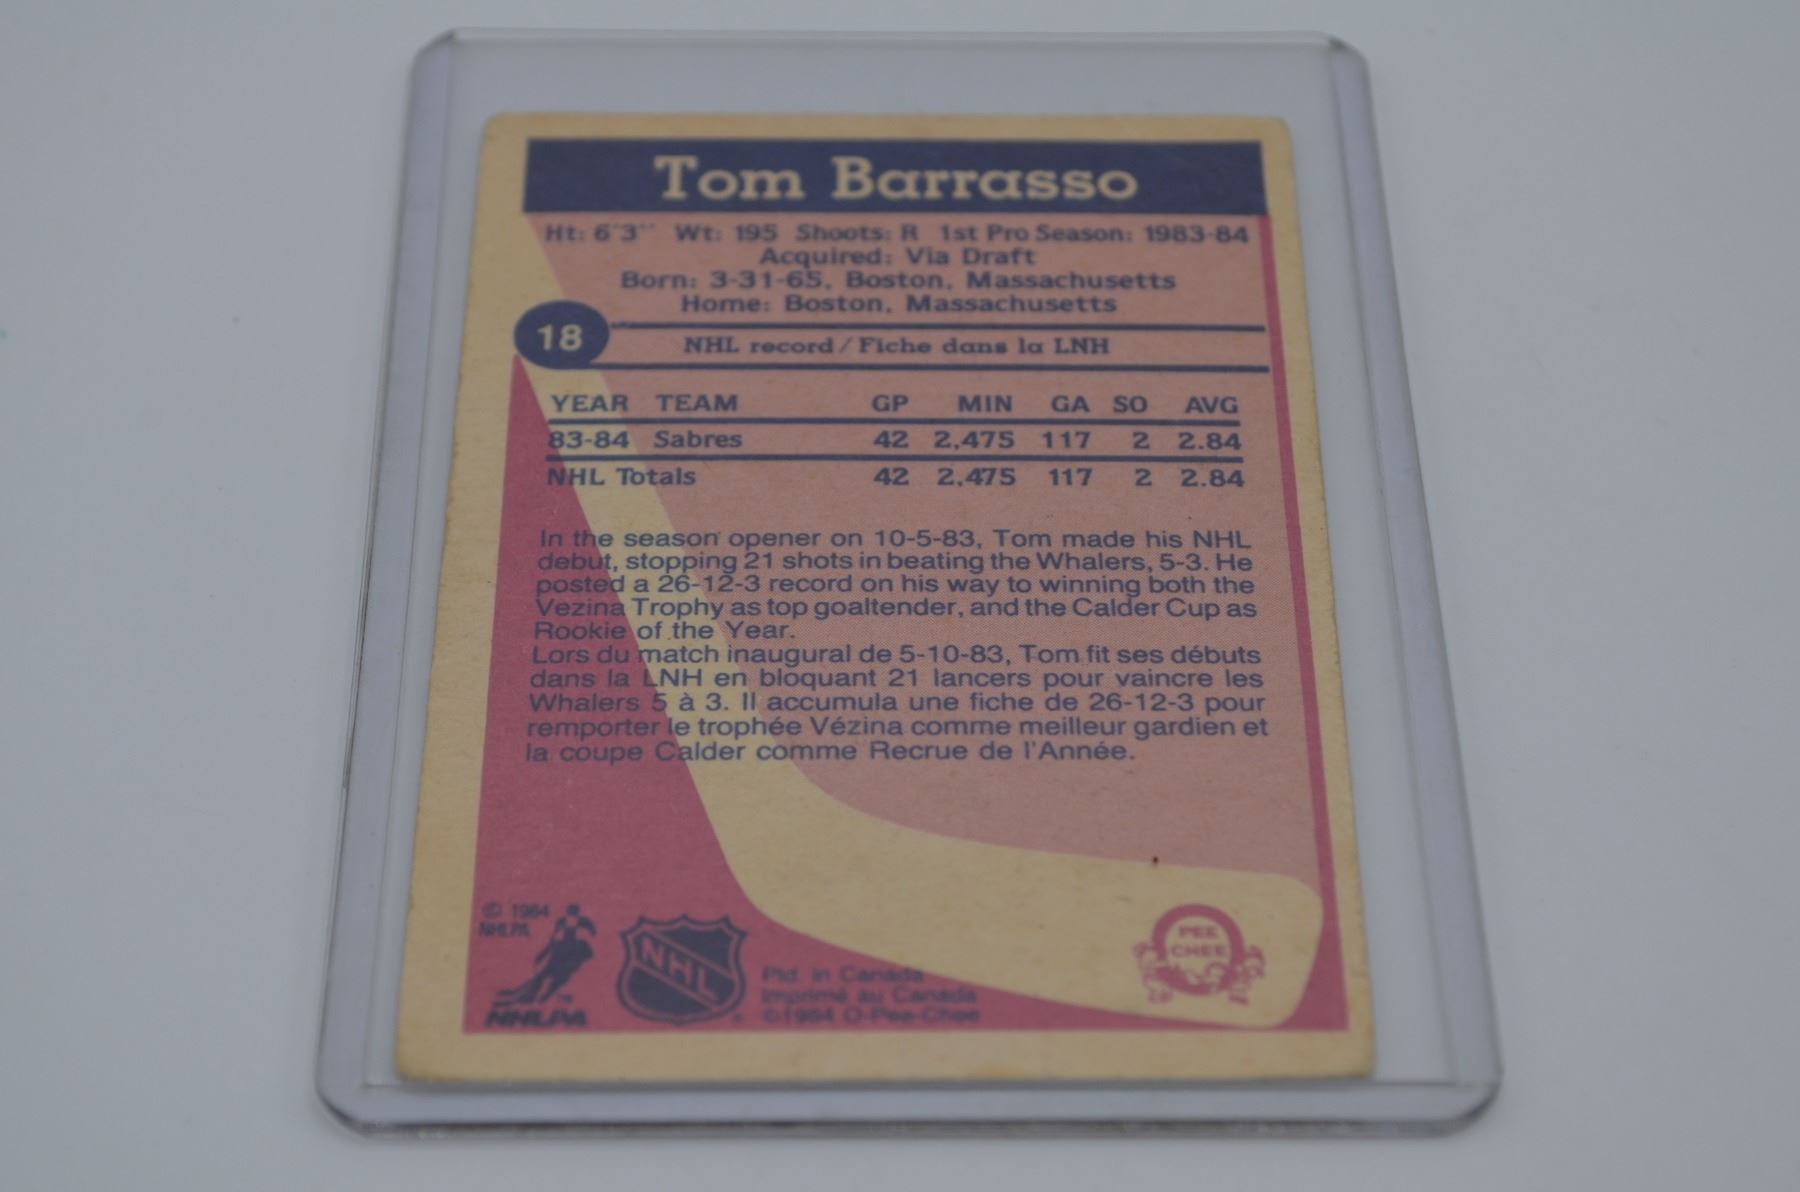 Tom Barrasso
Ht: 6'3'' Wt: 195 Shoots: R 1st Pro Season: 1983-84
Acquired: Via Draft
Born: 3-31-65, Boston, Massachusetts
Home: Boston, Massachusetts
18
NHL record/Fiche dans la LNH
YEAR TEAM GP MIN GA SO AVG
83-84 Sabres 42 2,475 117 2 2.84
NHL Totals 42 2,475 117 2 2.84
In the season opener on 10-5-83, Tom made his NHL
debut, stopping 21 shots in beating the Whalers, 5-3. He
posted a 26-12-3 record on his way to winning both the
Vezina Trophy as top goaltender, and the Calder Cup as
Rookie of the Year.
Lors du match inaugural de 5-10-83, Tom fit ses débuts
dans la LNH en bloquant 21 lancers pour vaincre les
Whalers 5 à 3. Il accumula une fiche de 26-12-3 pour
remporter le trophée Vézina comme meilleur gardien et
la coupe Calder comme Recrue de l'Année.
© 1984
NHLPA
TM
NHLPA
NHL
Ptd. in Canada
Imprimé au Canada
©1984 O-Pee-Chee
PEE
CHEE